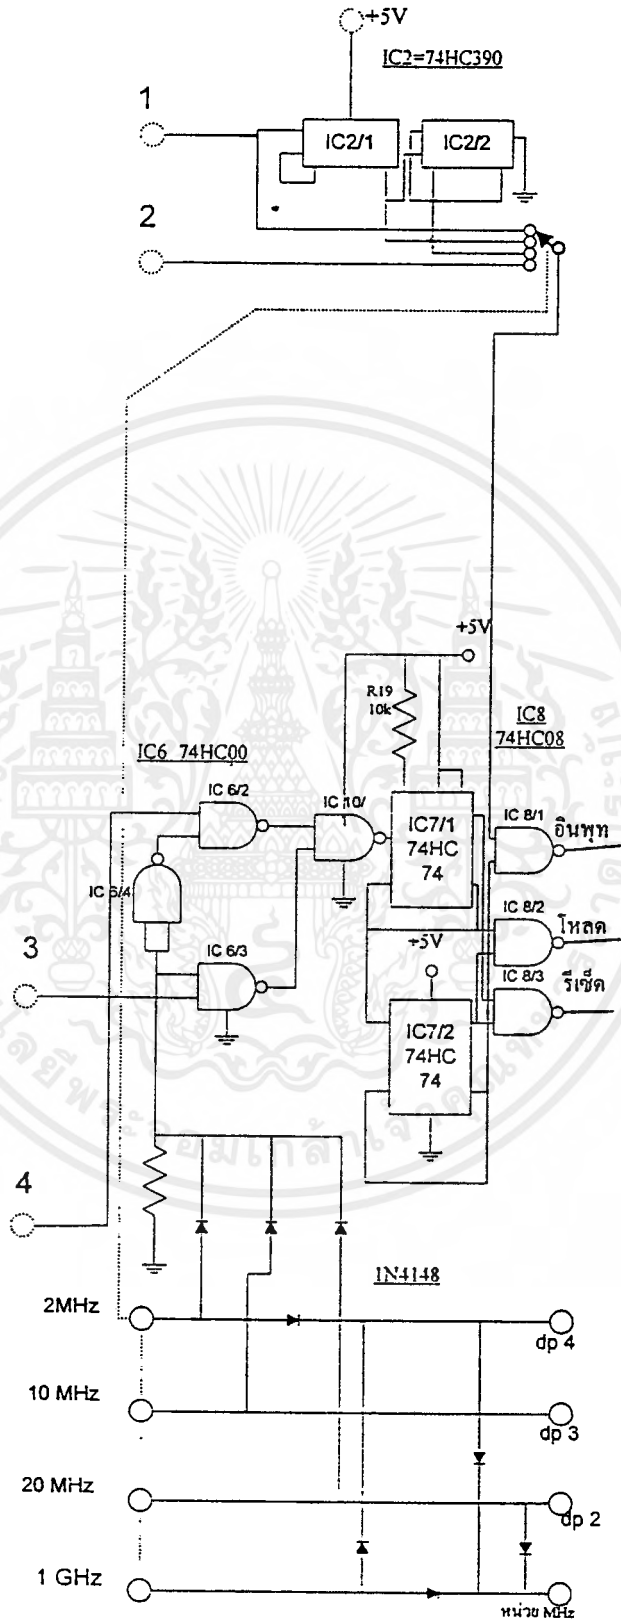 +5V
IC2=74HC390
1
IC2/1
IC2/2
2
+5V
R19
10k
IC8
74HC08
IC6 74HC00
IC 6/2
IC 10/
IC7/1
74HC
74
IC 8/1
อินพุท
IC 6/4
IC 8/2
โหลด
3
IC 6/3
+5V
IC 8/3
รีเซ็ต
IC7/2
74HC
74
4
1N4148
2MHz
dp 4
10 MHz
dp 3
20 MHz
dp 2
1 GHz
หน่วย MHz